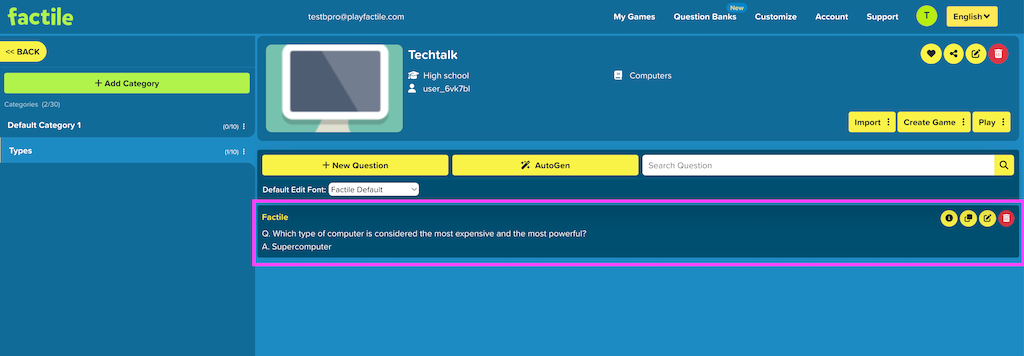 factile
testbpro@playfactile.com
My Games
Question Banks
New
Customize
Account
Support
T
English
<< BACK
+ Add Category
Categories (2/30)
Default Category 1
(0/10)
Types
(1/10)
Techtalk
High school
Computers
user_6vk7bl
Import
Create Game
Play
+ New Question
AutoGen
Search Question
Default Edit Font:
Factile Default
Factile
Q. Which type of computer is considered the most expensive and the most powerful?
A. Supercomputer